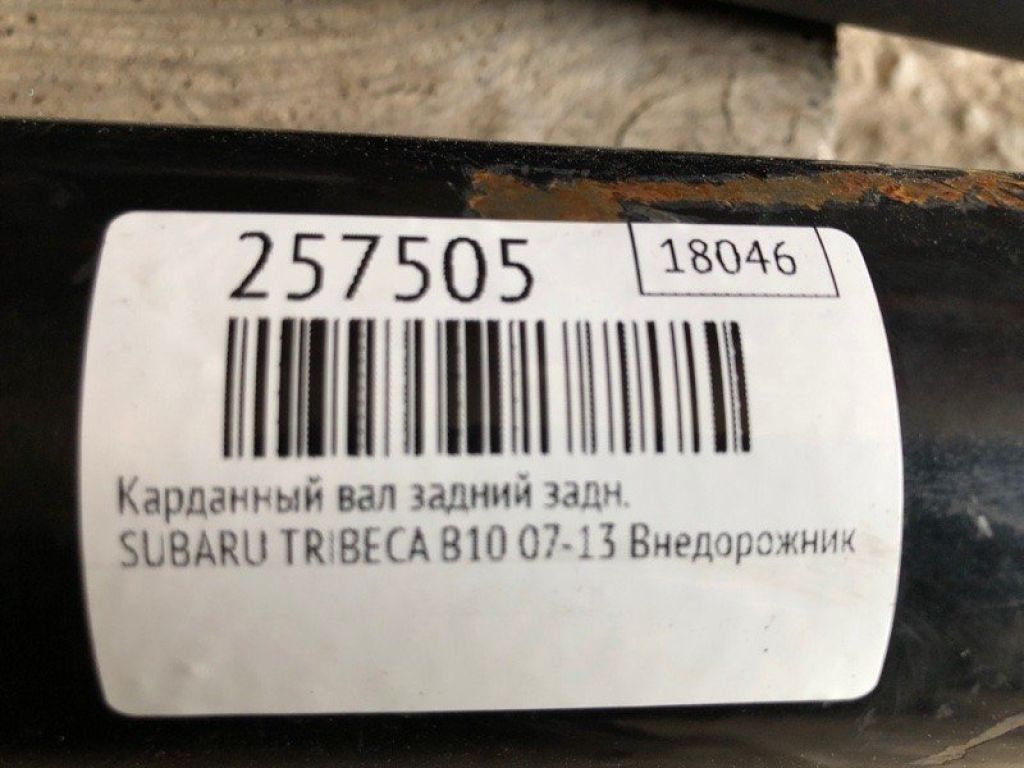 257505
18046
Карданный вал задний задн.
SUBARU TRIBECA B10 07-13 Внедорожник